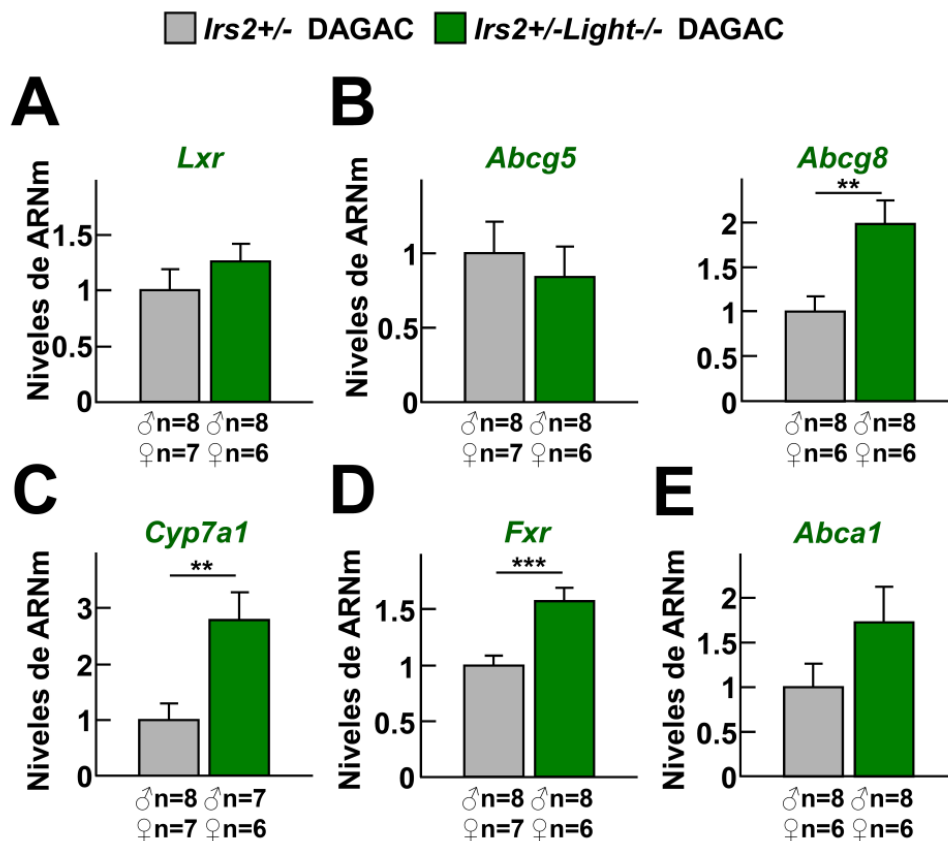 Irs2+/- DAGAC Irs2+/-Light-/- DAGAC
A
Lxr
Niveles de ARNm
1.5
1
0.5
0
♂n=8 ♂n=8
♀n=7 ♀n=6
B
Abcg5
Niveles de ARNm
1
0.5
0
♂n=8 ♂n=8
♀n=7 ♀n=6
Abcg8
**
2
1.5
1
0.5
0
♂n=8 ♂n=8
♀n=6 ♀n=6
C
Cyp7a1
**
Niveles de ARNm
3
2
1
0
♂n=8 ♂n=7
♀n=7 ♀n=6
D
Fxr
***
Niveles de ARNm
1.5
1
0.5
0
♂n=8 ♂n=8
♀n=7 ♀n=6
E
Abca1
Niveles de ARNm
2
1.5
1
0.5
0
♂n=8 ♂n=8
♀n=6 ♀n=6